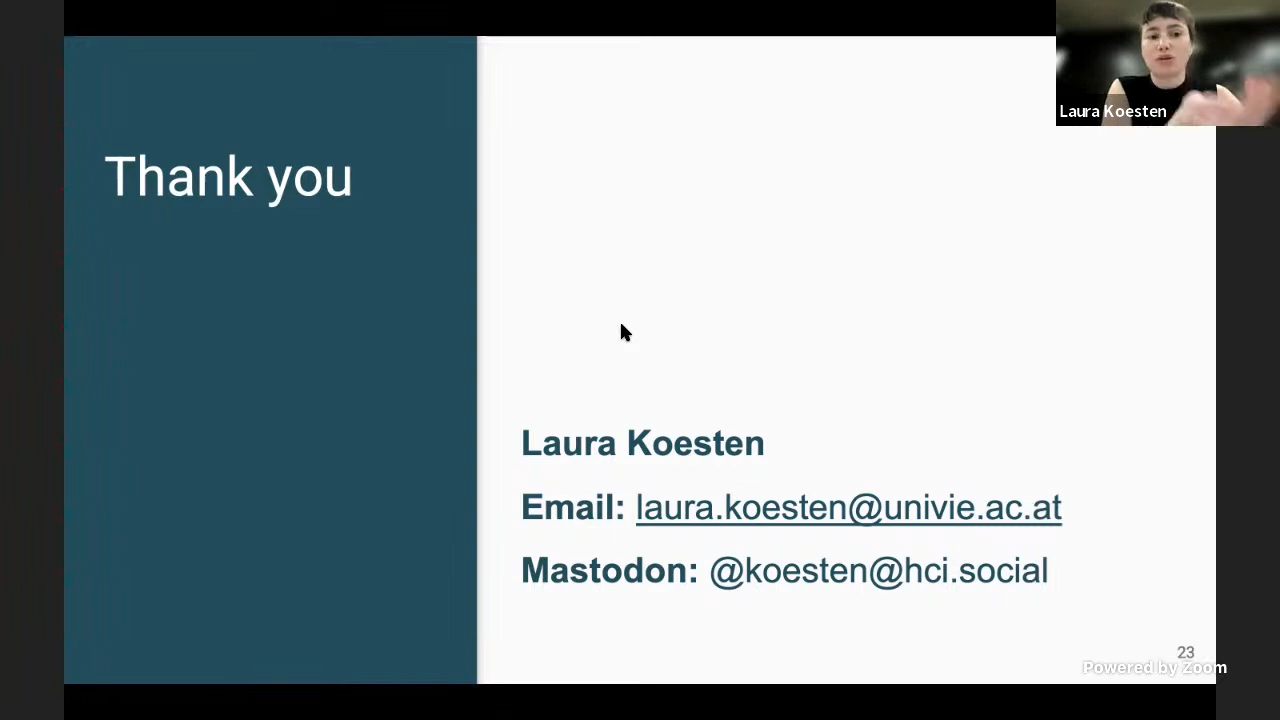 Laura Koesten
Thank you
Laura Koesten
Email: laura.koesten@univie.ac.at
Mastodon: @koesten@hci.social
23
Powered by Zoom